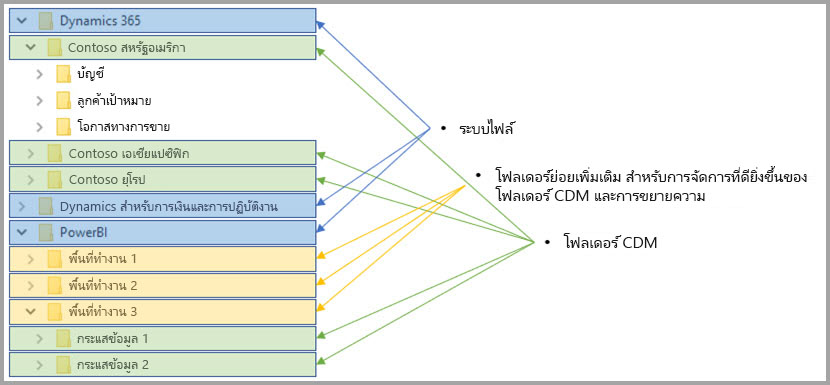 Dynamics 365
Contoso สหรัฐอเมริกา
บัญชี
ลูกค้าเป้าหมาย
โอกาสทางการขาย
Contoso เอเชียแปซิฟิก
Contoso ยุโรป
Dynamics สำหรับการเงินและการปฏิบัติงาน
PowerBI
พื้นที่ทำงาน 1
พื้นที่ทำงาน 2
พื้นที่ทำงาน 3
กระแสข้อมูล 1
กระแสข้อมูล 2
• ระบบไฟล์
• โฟลเดอร์ย่อยเพิ่มเติม สำหรับการจัดการที่ดียิ่งขึ้นของ
โฟลเดอร์ CDM และการขยายความ
• โฟลเดอร์ CDM